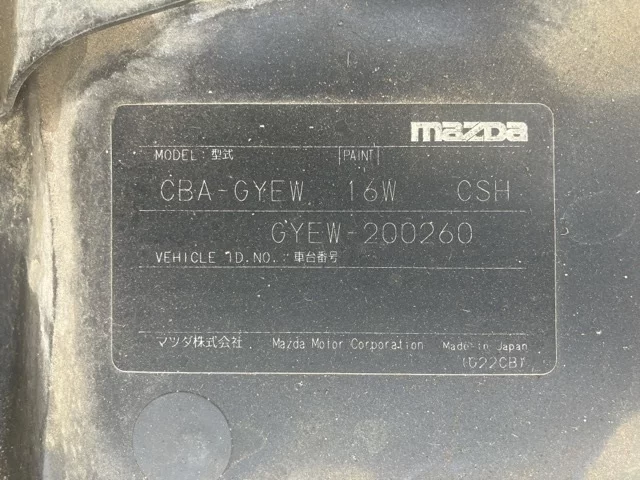 mazda
MODEL : 型式 PAINT
CBA-GYEW 16W CSH
GYEW-200260
VEHICLE ID.NO. : 車台番号
マツダ株式会社 Mazda Motor Corporation Made in Japan
(D22CB)